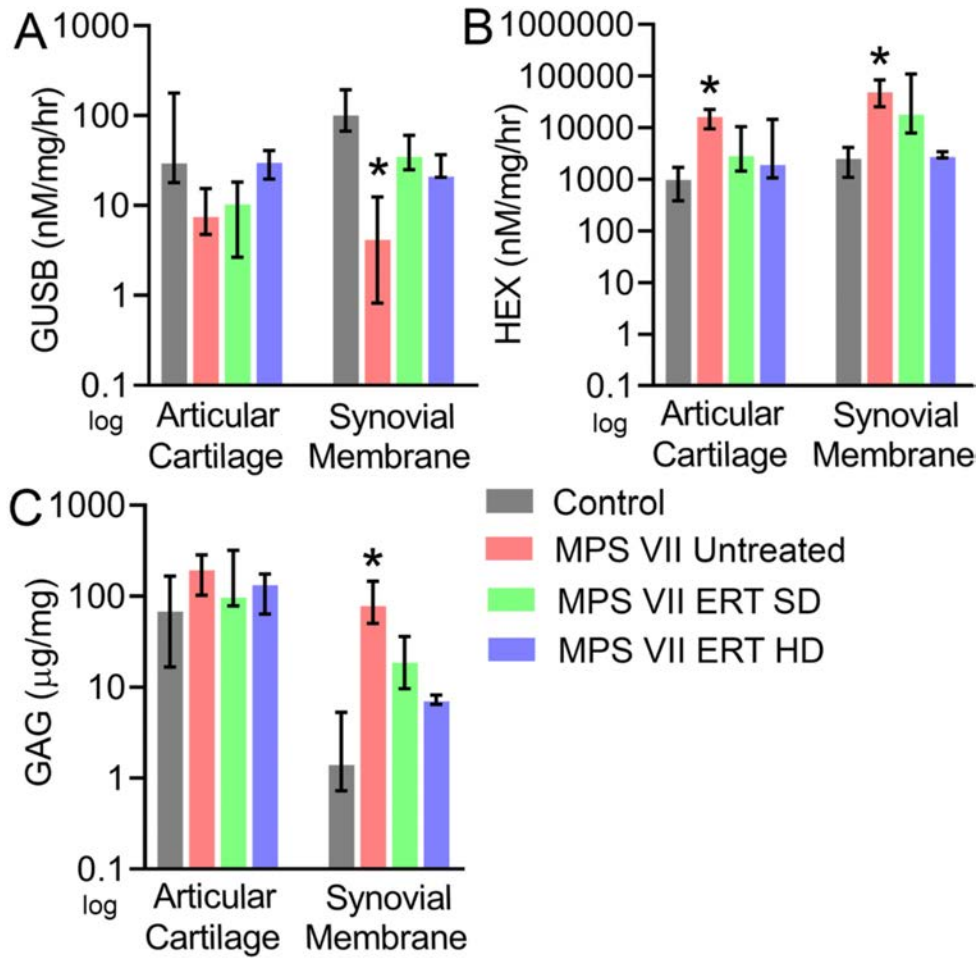 A
GUSB (nM/mg/hr)
1000
100
10
1
0.1
log
*
Articular
Cartilage
Synovial
Membrane
B
HEX (nM/mg/hr)
1000000
100000
10000
1000
100
10
1
0.1
log
*
*
Articular
Cartilage
Synovial
Membrane
C
GAG (μg/mg)
1000
100
10
1
0.1
log
*
Articular
Cartilage
Synovial
Membrane
Control
MPS VII Untreated
MPS VII ERT SD
MPS VII ERT HD